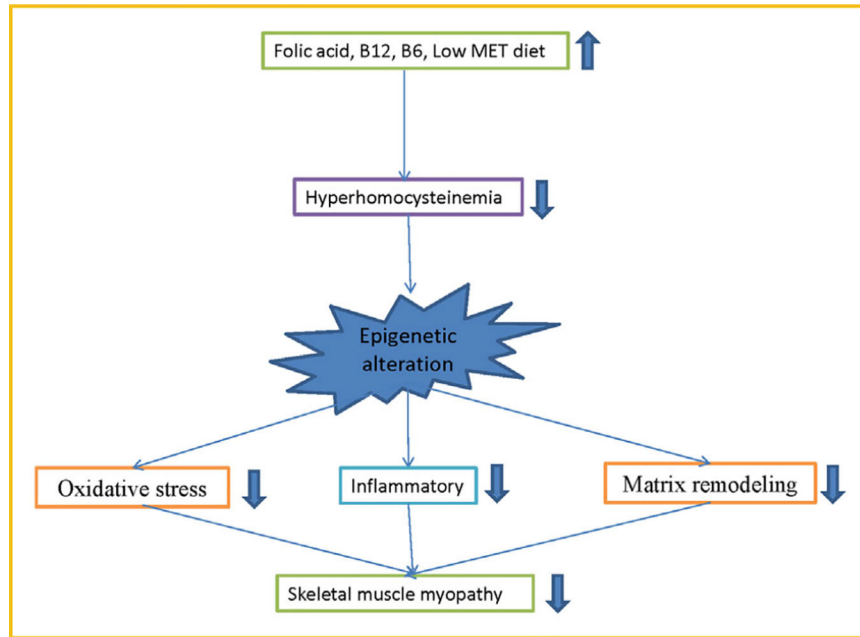 Folic acid, B12, B6, Low MET diet
Hyperhomocysteinemia
Epigenetic
alteration
Oxidative stress
Inflammatory
Matrix remodeling
Skeletal muscle myopathy